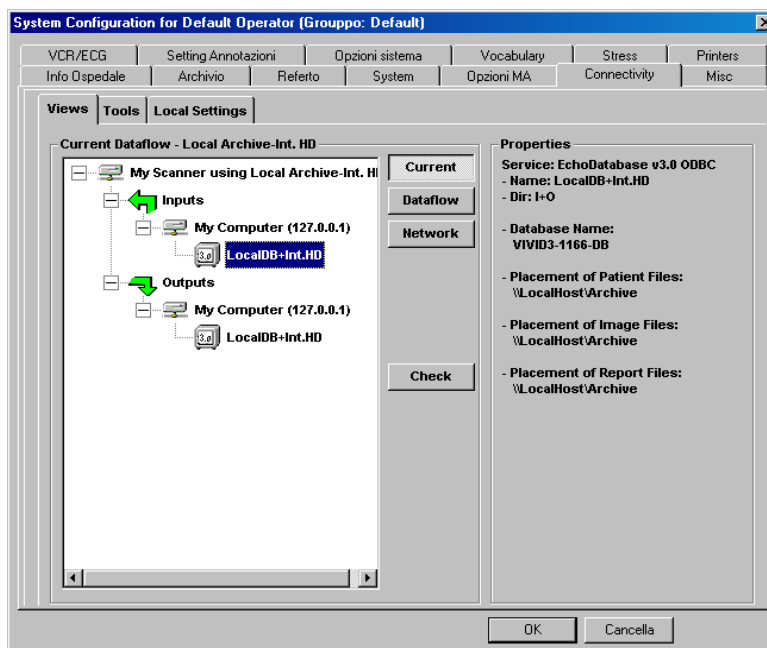 System Configuration for Default Operator (Grouppo: Default)
VCR/ECG Setting Annotazioni Opzioni sistema Vocabulary Stress Printers
Info Ospedale Archivio Referto System Opzioni MA Connectivity Misc
Views Tools Local Settings
Current Dataflow - Local Archive-Int. HD
My Scanner using Local Archive-Int. H
Inputs
My Computer (127.0.0.1)
3.0 LocalDB+Int.HD
Outputs
My Computer (127.0.0.1)
3.0 LocalDB+Int.HD
Current
Dataflow
Network
Check
Properties
Service: EchoDatabase v3.0 ODBC
- Name: LocalDB+Int.HD
- Dir: I+O
- Database Name:
VIVID3-1166-DB
- Placement of Patient Files:
\\LocalHost\Archive
- Placement of Image Files:
\\LocalHost\Archive
- Placement of Report Files:
\\LocalHost\Archive
OK Cancella